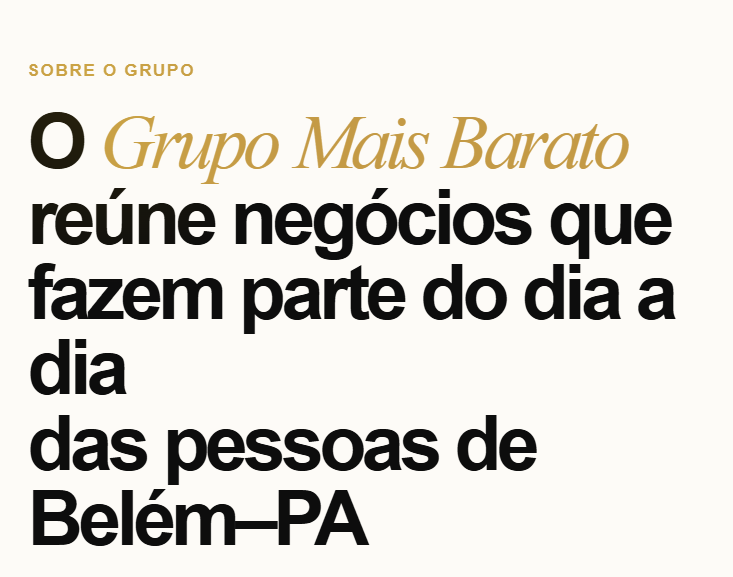 SOBRE O GRUPO
O Grupo Mais Barato
reúne negócios que
fazem parte do dia a
dia
das pessoas de
Belém–PA